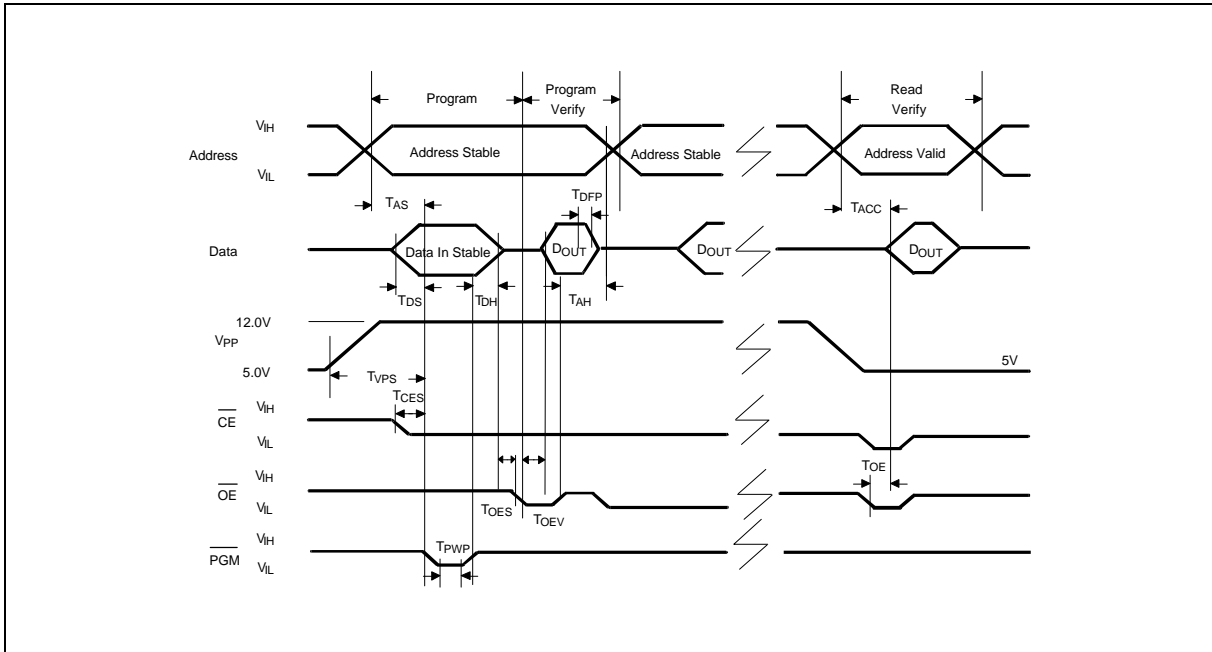 Program
Program
Verify
Read
Verify
VIH
Address
VIL
Address Stable
Address Stable
Address Valid
TAS
TDFP
TACC
Data
Data In Stable
DOUT
DOUT
DOUT
TDS
TDH
TAH
12.0V
VPP
5.0V
5V
TVPS
TCES
VIH
CE
VIL
VIH
OE
VIL
TOES
TOEV
TOE
VIH
PGM
VIL
TPWP